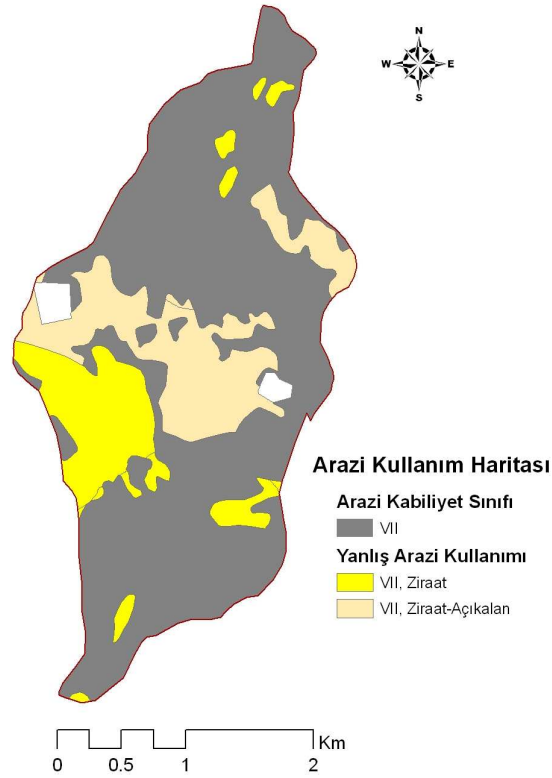 N
W E
S
Arazi Kullanım Haritası
Arazi Kabiliyet Sınıfı
VII
Yanlış Arazi Kullanımı
VII, Ziraat
VII, Ziraat-Açıkalan
Km
0 0.5 1 2